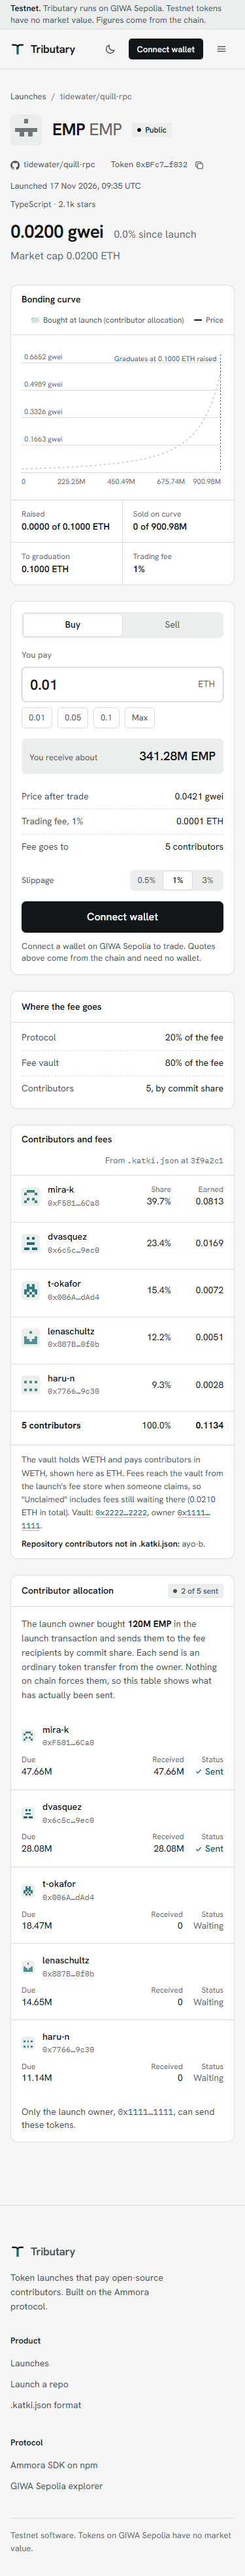 Testnet. Tributary runs on GIWA Sepolia. Testnet tokens
have no market value. Figures come from the chain.
Tributary
Connect wallet
Launches / tidewater/quill-rpc
EMP EMP
Public
tidewater/quill-rpc
Token 0xBFc7…f032
Launched 17 Nov 2026, 09:35 UTC
TypeScript · 2.1k stars
0.0200 gwei 0.0% since launch
Market cap 0.0200 ETH
Bonding curve
Bought at launch (contributor allocation)
Price
0.6652 gwei
Graduates at 0.1000 ETH raised
0.4989 gwei
0.3326 gwei
0.1663 gwei
0 225.25M 450.49M 675.74M 900.98M
Raised
0.0000 of 0.1000 ETH
Sold on curve
0 of 900.98M
To graduation
0.1000 ETH
Trading fee
1%
Buy
Sell
You pay
0.01
ETH
0.01
0.05
0.1
Max
You receive about
341.28M EMP
Price after trade 0.0421 gwei
Trading fee, 1% 0.0001 ETH
Fee goes to 5 contributors
Slippage 0.5% 1% 3%
Connect wallet
Connect a wallet on GIWA Sepolia to trade. Quotes
above come from the chain and need no wallet.
Where the fee goes
Protocol 20% of the fee
Fee vault 80% of the fee
Contributors 5, by commit share
Contributors and fees
From .katki.json at 3f9a2c1
mira-k
0xF581…6Ca8
Share
39.7%
Earned
0.0813
dvasquez
0x6c5c…9ec0
23.4% 0.0169
t-okafor
0x006A…dAd4
15.4% 0.0072
lenaschultz
0x887B…0f0b
12.2% 0.0051
haru-n
0x7766…9c30
9.3% 0.0028
5 contributors 100.0% 0.1134
The vault holds WETH and pays contributors in
WETH, shown here as ETH. Fees reach the vault from
the launch's fee store when someone claims, so
"Unclaimed" includes fees still waiting there (0.0210
ETH in total). Vault: 0x2222…2222, owner 0x1111…
1111.
Repository contributors not in .katki.json: ayo-b.
Contributor allocation
2 of 5 sent
The launch owner bought 120M EMP in the
launch transaction and sends them to the fee
recipients by commit share. Each send is an
ordinary token transfer from the owner. Nothing
on chain forces them, so this table shows what
has actually been sent.
mira-k
0xF581…6Ca8
Due Received Status
47.66M 47.66M Sent
dvasquez
0x6c5c…9ec0
Due Received Status
28.08M 28.08M Sent
t-okafor
0x006A…dAd4
Due Received Status
18.47M 0 Waiting
lenaschultz
0x887B…0f0b
Due Received Status
14.65M 0 Waiting
haru-n
0x7766…9c30
Due Received Status
11.14M 0 Waiting
Only the launch owner, 0x1111…1111, can send
these tokens.
Tributary
Token launches that pay open-source
contributors. Built on the Ammora
protocol.
Product
Launches
Launch a repo
.katki.json format
Protocol
Ammora SDK on npm
GIWA Sepolia explorer
Testnet software. Tokens on GIWA Sepolia have no market
value.